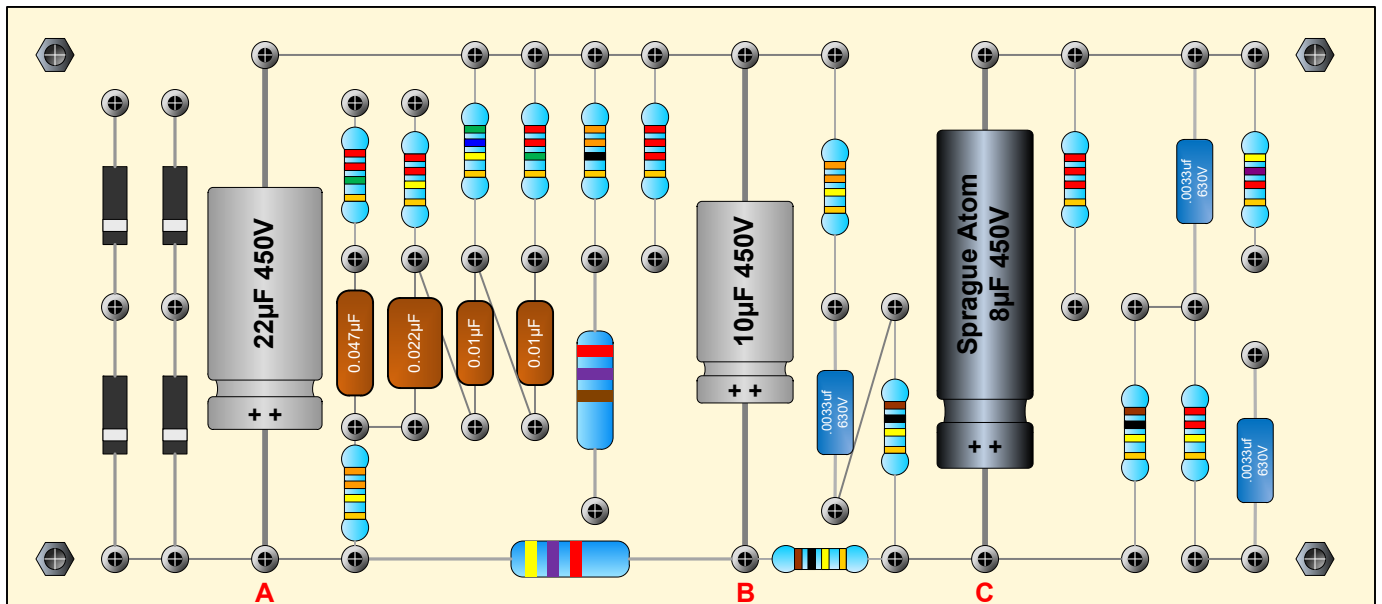 22µF 450V
0.047µF
0.022µF
0.01µF
0.01µF
10µF 450V
.0033uf
630V
Sprague Atom
8µF 450V
.0033uf
630V
.0033uf
630V
+ +
+ +
+ +
A
B
C